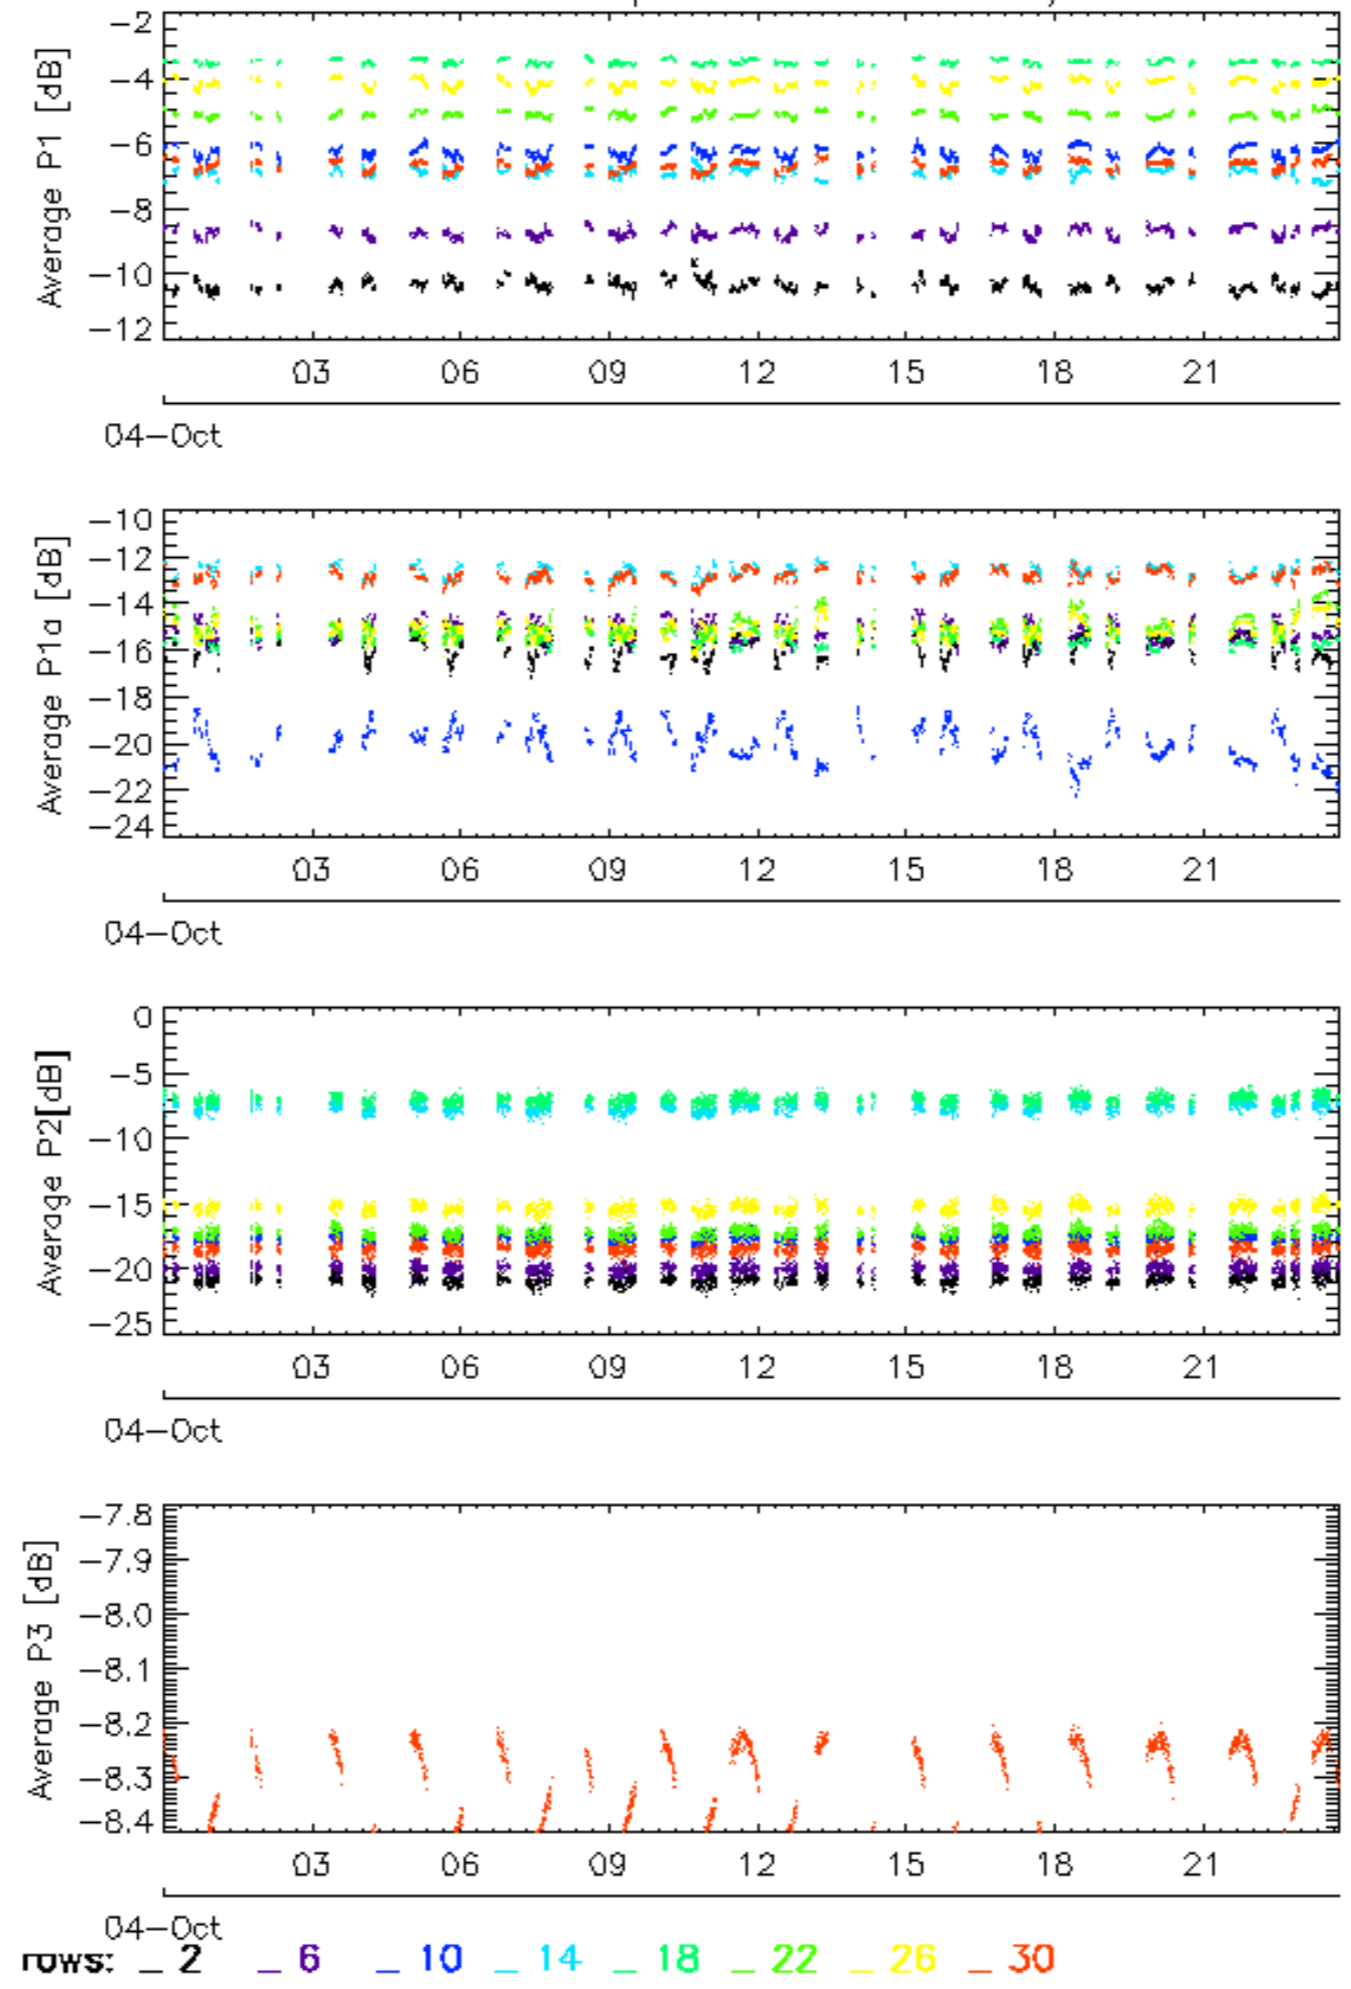 -2
-4
-6
-8
-10
-12
Average P1 [dB]
03 06 09 12 15 18 21
04-Oct
-10
-12
-14
-16
-18
-20
-22
-24
Average P1a [dB]
03 06 09 12 15 18 21
04-Oct
0
-5
-10
-15
-20
-25
Average P2[dB]
03 06 09 12 15 18 21
04-Oct
-7.8
-7.9
-8.0
-8.1
-8.2
-8.3
-8.4
Average P3 [dB]
03 06 09 12 15 18 21
04-Oct
rows: _ 2 _ 6 _ 10 _ 14 _ 18 _ 22 _ 26 _ 30